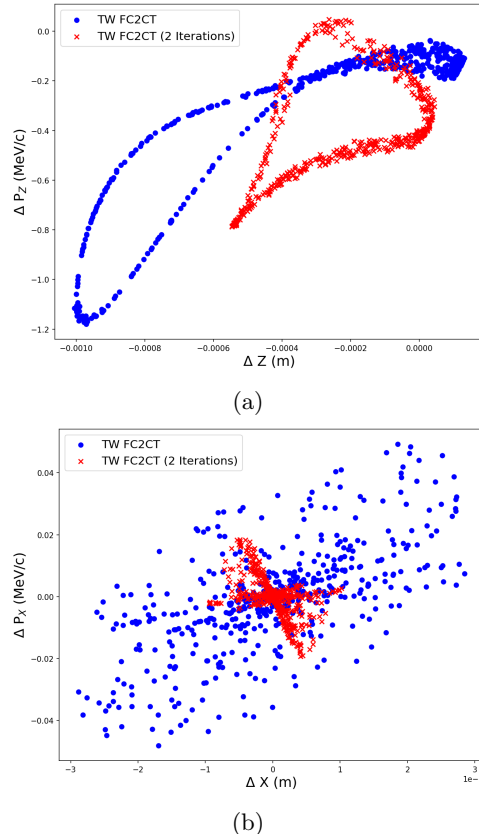 TW FC2CT
TW FC2CT (2 Iterations)
0.0
−0.2
−0.4
−0.6
−0.8
−1.0
−1.2
Δ P_Z (MeV/c)
−0.0010 −0.0008 −0.0006 −0.0004 −0.0002 0.0000
Δ Z (m)
(a)
TW FC2CT
TW FC2CT (2 Iterations)
0.04
0.02
0.00
−0.02
−0.04
Δ P_X (MeV/c)
−3 −2 −1 0 1 2 3
Δ X (m)
1e−
(b)